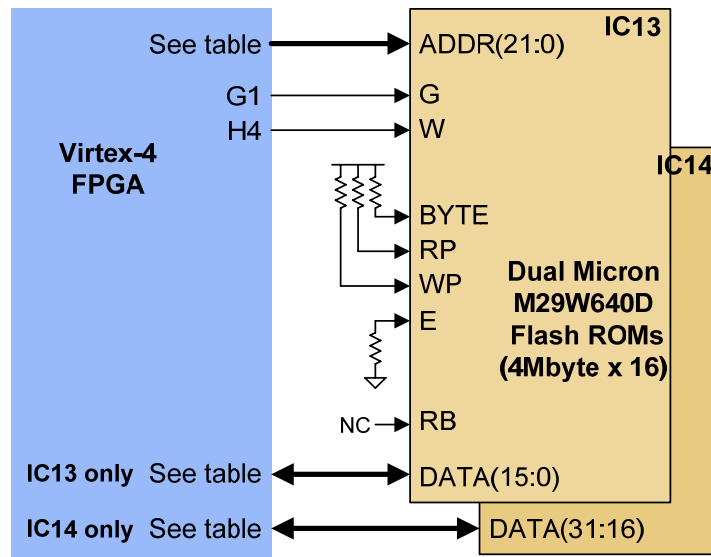 See table
ADDR(21:0)
IC13
G1
G
H4
W
Virtex-4
FPGA
IC14
BYTE
RP
WP
E
Dual Micron
M29W640D
Flash ROMs
(4Mbyte x 16)
NC
RB
IC13 only See table
DATA(15:0)
IC14 only See table
DATA(31:16)